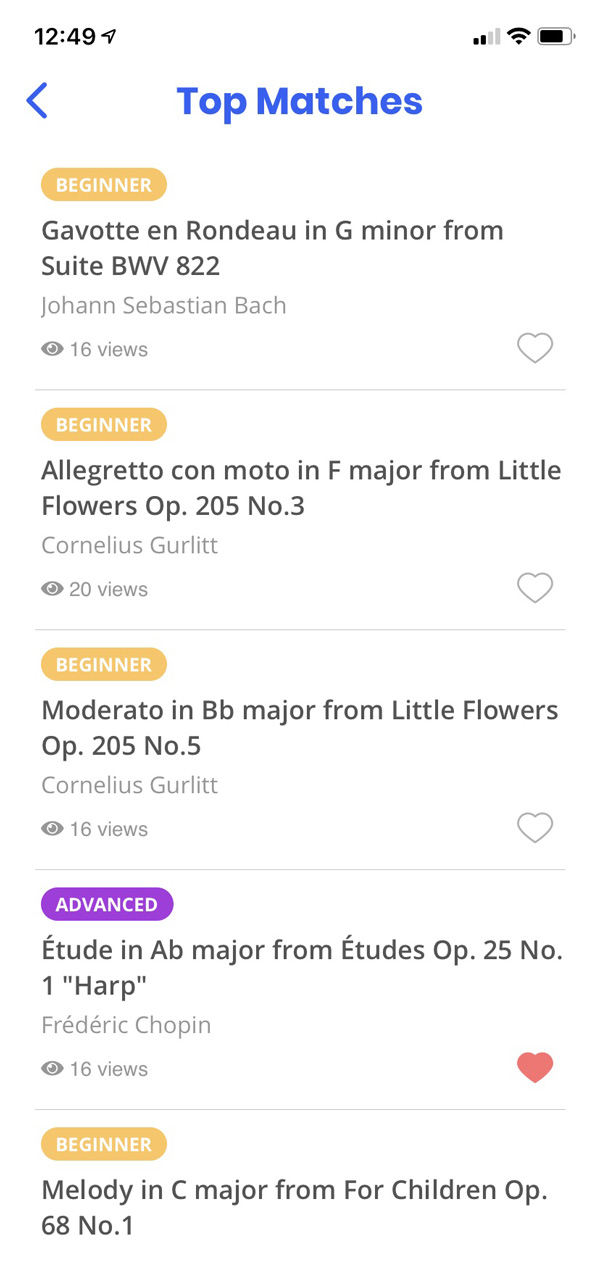 12:49
Top Matches
BEGINNER
Gavotte en Rondeau in G minor from
Suite BWV 822
Johann Sebastian Bach
16 views
BEGINNER
Allegretto con moto in F major from Little
Flowers Op. 205 No.3
Cornelius Gurlitt
20 views
BEGINNER
Moderato in Bb major from Little Flowers
Op. 205 No.5
Cornelius Gurlitt
16 views
ADVANCED
Étude in Ab major from Études Op. 25 No.
1 "Harp"
Frédéric Chopin
16 views
BEGINNER
Melody in C major from For Children Op.
68 No.1